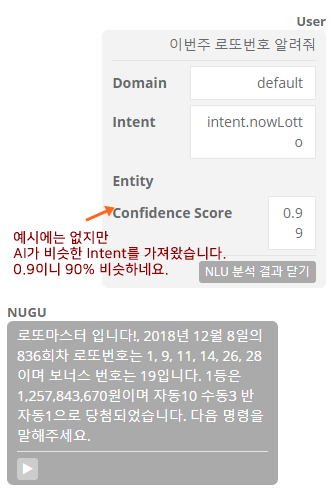 User
이번주 로또번호 알려줘
Domain
default
Intent
intent.nowLott
o
Entity
Confidence Score
0.9
9
예시에는 없지만
AI가 비슷한 Intent를 가져왔습니다.
0.9이니 90% 비슷하네요.
NLU 분석 결과 닫기
NUGU
로또마스터 입니다!, 2018년 12월 8일의
836회차 로또번호는 1, 9, 11, 14, 26, 28
이며 보너스 번호는 19입니다. 1등은
1,257,843,670원이며 자동10 수동3 반
자동1으로 당첨되었습니다. 다음 명령을
말해주세요.